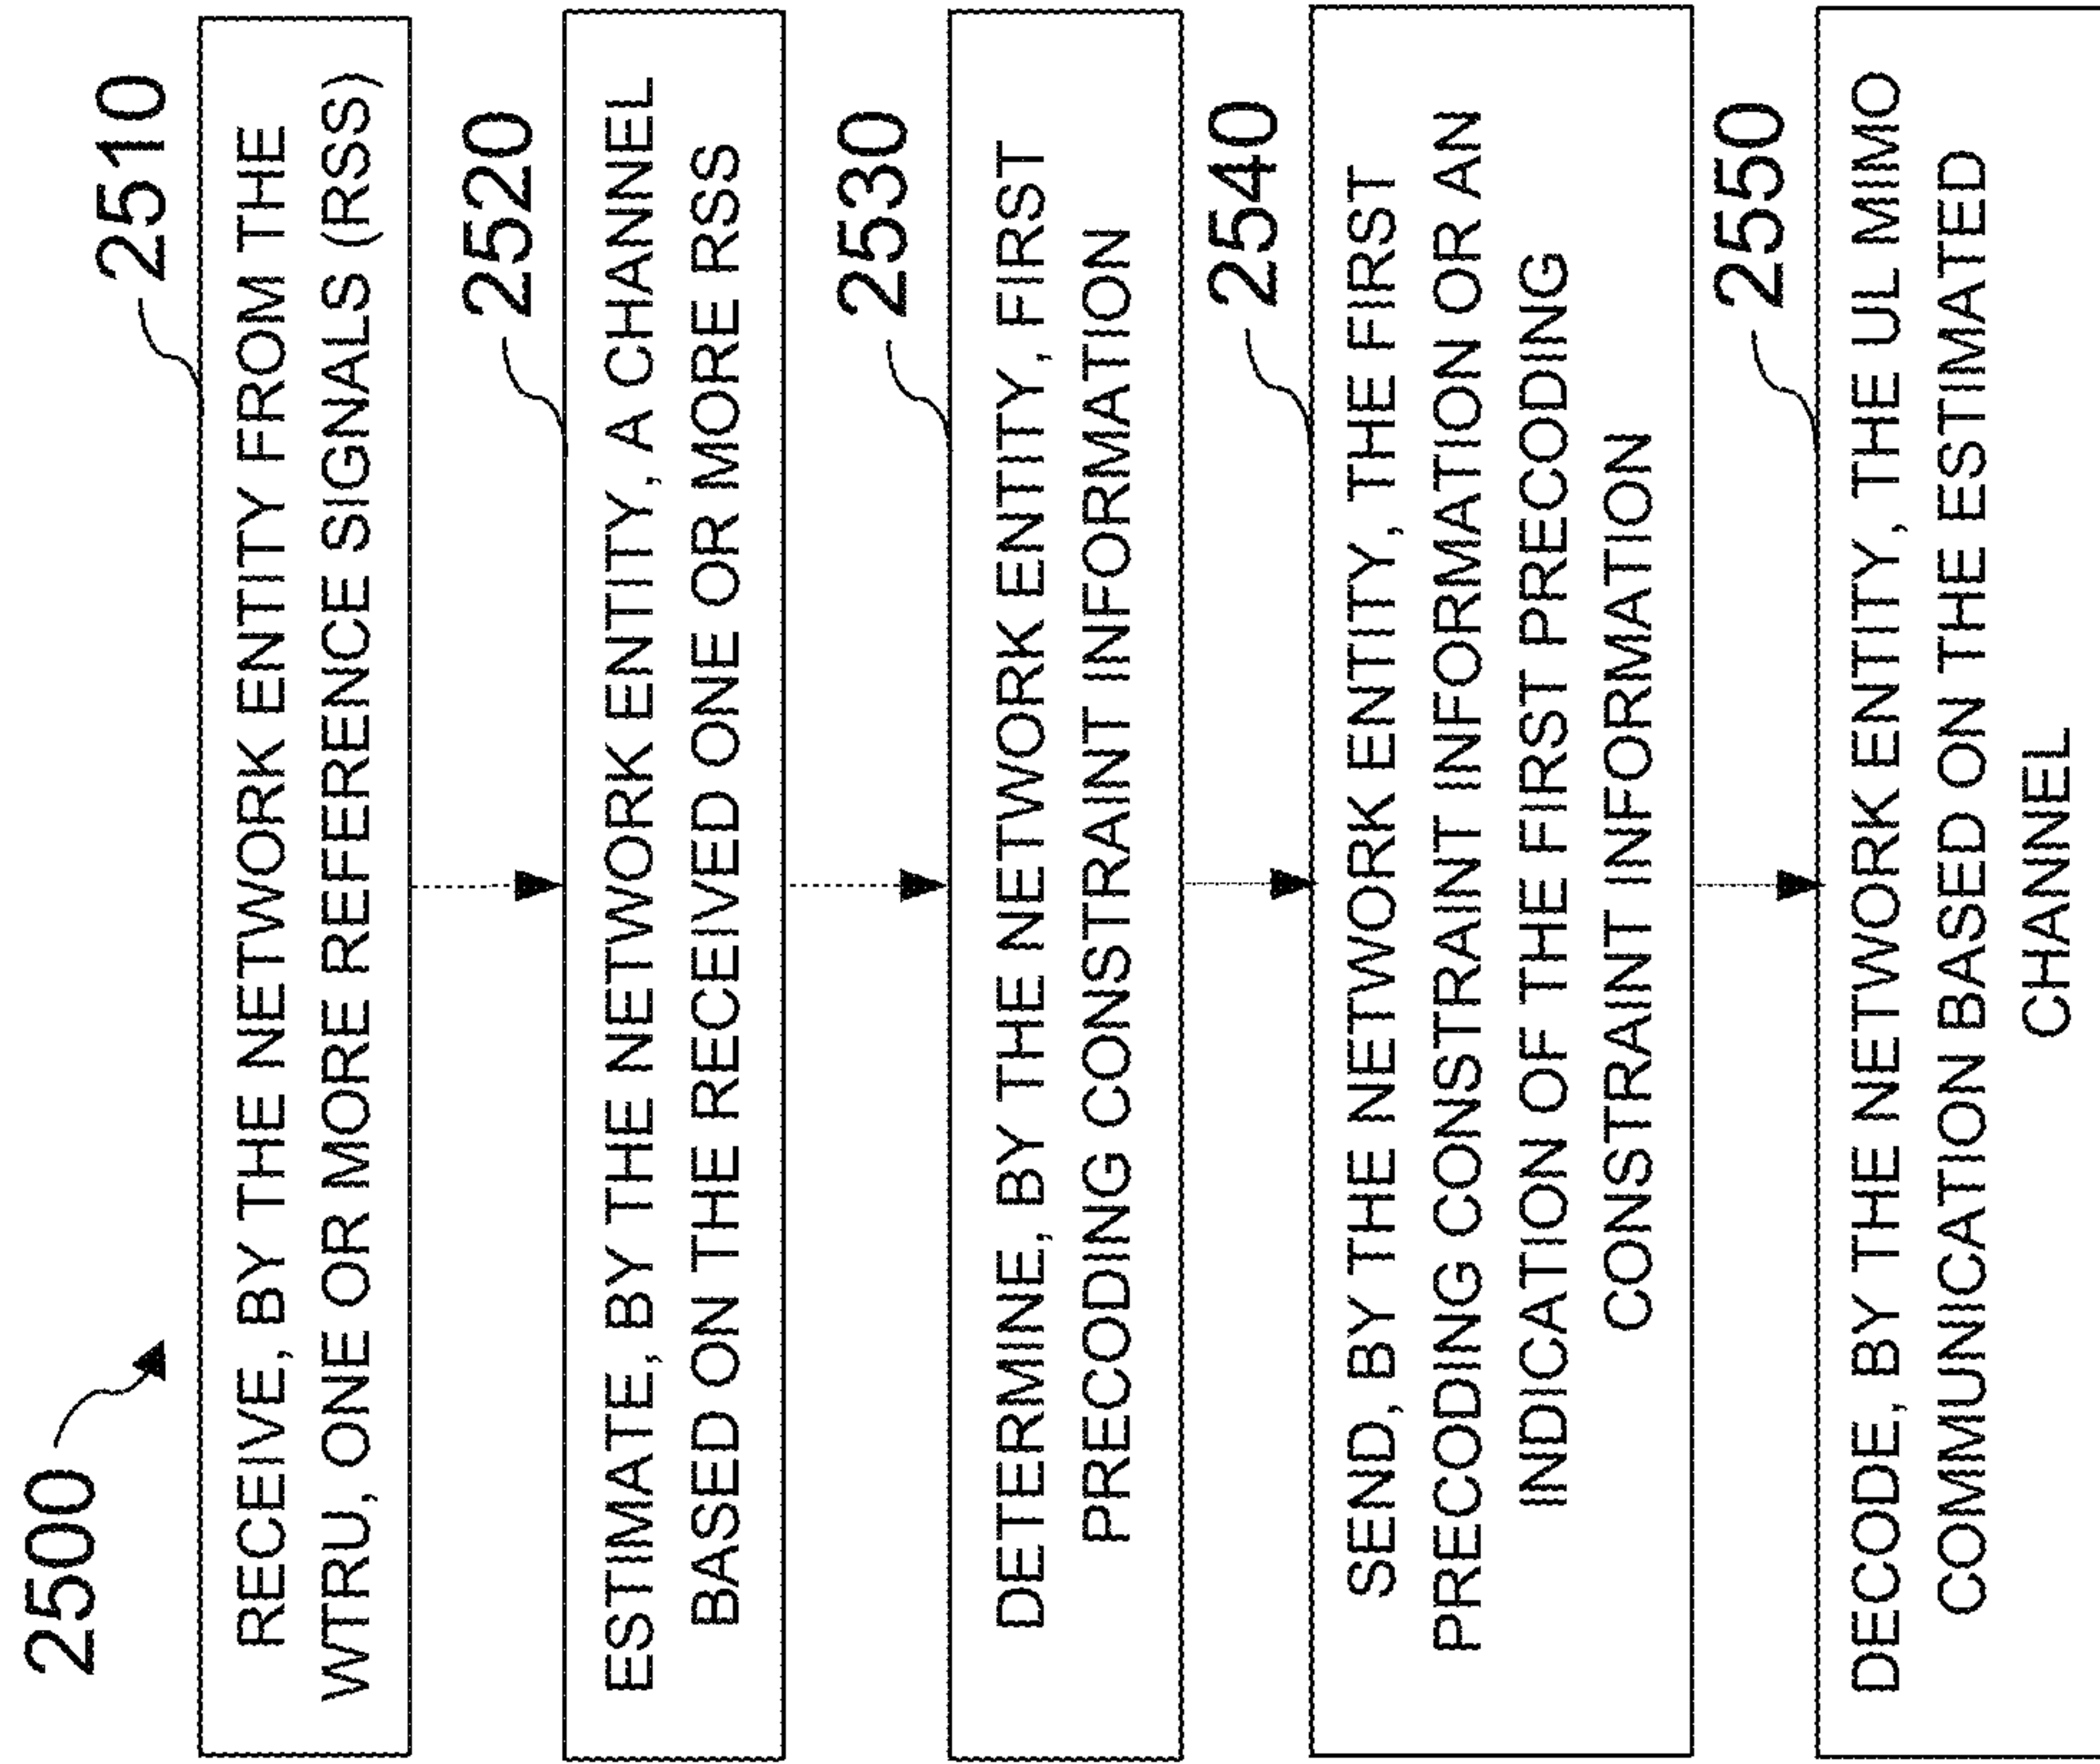 2500
2510
RECEIVE, BY THE NETWORK ENTITY FROM THE
WTRU, ONE OR MORE REFERENCE SIGNALS (RSS)
2520
ESTIMATE, BY THE NETWORK ENTITY, A CHANNEL
BASED ON THE RECEIVED ONE OR MORE RSS
2530
DETERMINE, BY THE NETWORK ENTITY, FIRST
PRECODING CONSTRAINT INFORMATION
2540
SEND, BY THE NETWORK ENTITY, THE FIRST
PRECODING CONSTRAINT INFORMATION OR AN
INDICATION OF THE FIRST PRECODING
CONSTRAINT INFORMATION
2550
DECODE, BY THE NETWORK ENTITY, THE UL MIMO
COMMUNICATION BASED ON THE ESTIMATED
CHANNEL